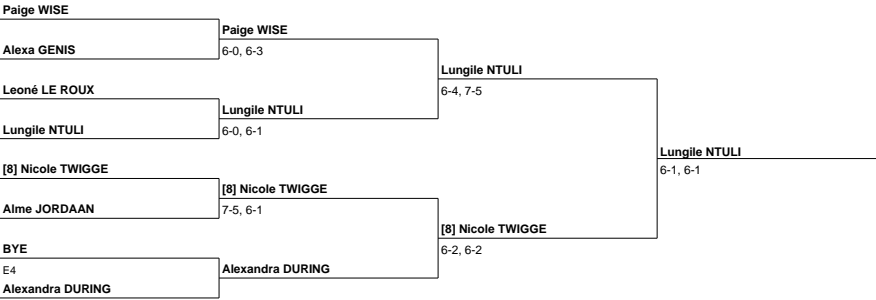 Paige WISE
Paige WISE
Alexa GENIS
6-0, 6-3
Lungile NTULI
6-4, 7-5
Leoné LE ROUX
Lungile NTULI
Lungile NTULI
6-0, 6-1
Lungile NTULI
6-1, 6-1
[8] Nicole TWIGGE
[8] Nicole TWIGGE
Alme JORDAAN
7-5, 6-1
[8] Nicole TWIGGE
6-2, 6-2
BYE
E4
Alexandra DURING
Alexandra DURING